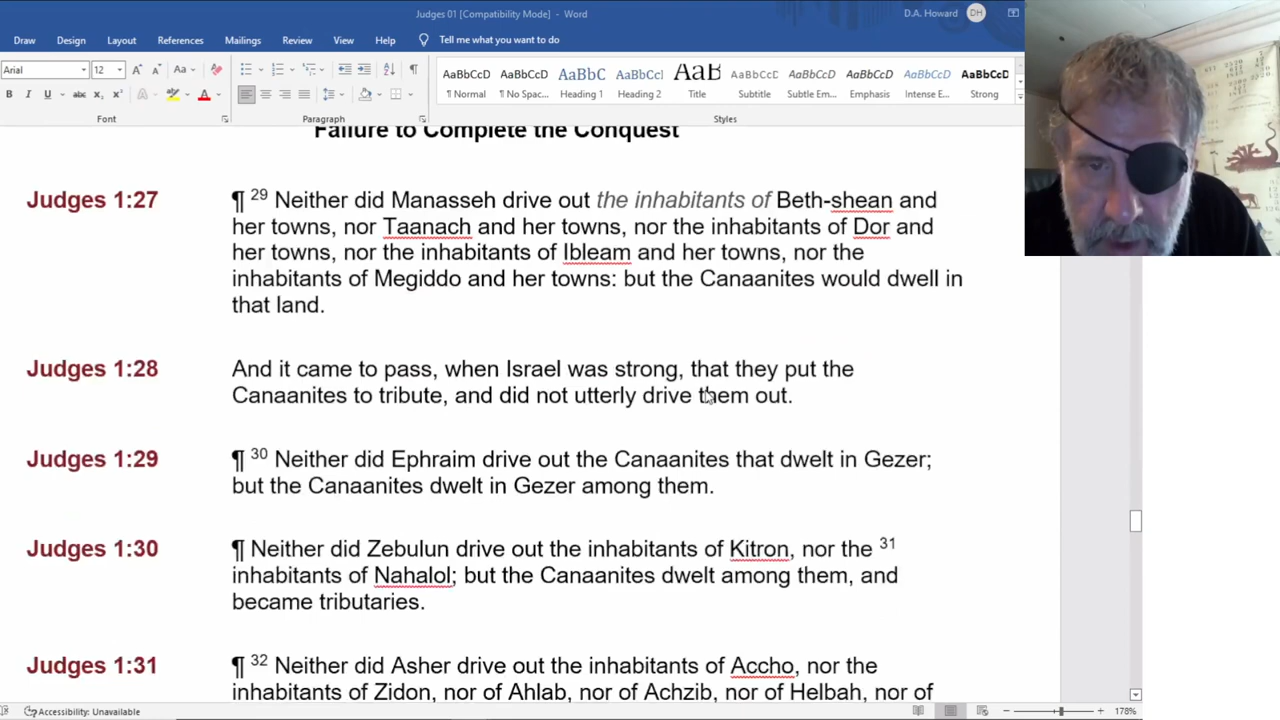 Judges 01 [Compatibility Mode] - Word
D.A. Howard DH
Draw Design Layout References Mailings Review View Help Tell me what you want to do
Arial 12 Aa
AaBbCcD AaBbCcD AaBbC AaBbCcI AaB AaBbCcD AaBbCcD AaBbCcD AaBbCcD AaBbCcD
B I U abc x₂ x² A A
¶ Normal ¶ No Spac... Heading 1 Heading 2 Title Subtitle Subtle Em... Emphasis Intense E... Strong
Font Paragraph Styles
Failure to Complete the Conquest
Judges 1:27 ¶ 29 Neither did Manasseh drive out the inhabitants of Beth-shean and
her towns, nor Taanach and her towns, nor the inhabitants of Dor and
her towns, nor the inhabitants of Ibleam and her towns, nor the
inhabitants of Megiddo and her towns: but the Canaanites would dwell in
that land.
Judges 1:28 And it came to pass, when Israel was strong, that they put the
Canaanites to tribute, and did not utterly drive them out.
Judges 1:29 ¶ 30 Neither did Ephraim drive out the Canaanites that dwelt in Gezer;
but the Canaanites dwelt in Gezer among them.
Judges 1:30 ¶ Neither did Zebulun drive out the inhabitants of Kitron, nor the 31
inhabitants of Nahalol; but the Canaanites dwelt among them, and
became tributaries.
Judges 1:31 ¶ 32 Neither did Asher drive out the inhabitants of Accho, nor the
inhabitants of Zidon, nor of Ahlab, nor of Achzib, nor of Helbah, nor of
Accessibility: Unavailable
178%